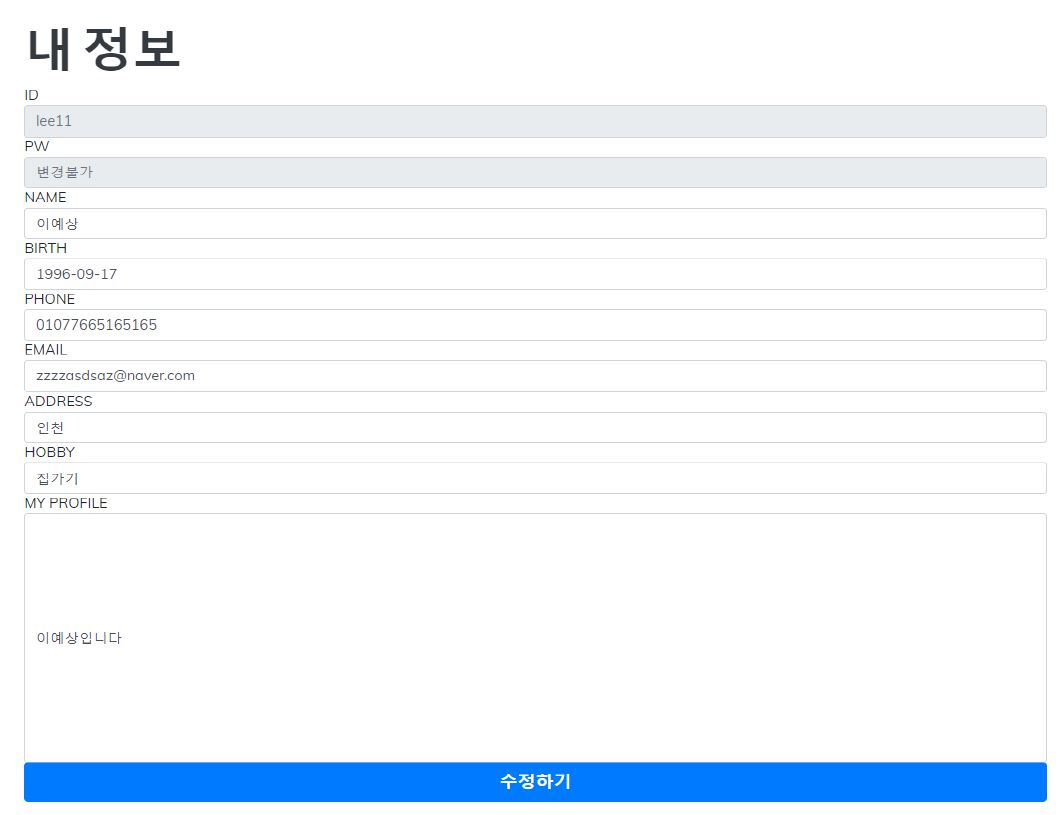 내 정보
ID
lee11
PW
변경불가
NAME
이예상
BIRTH
1996-09-17
PHONE
01077665165165
EMAIL
zzzzasdsaz@naver.com
ADDRESS
인천
HOBBY
집가기
MY PROFILE
이예상입니다
수정하기